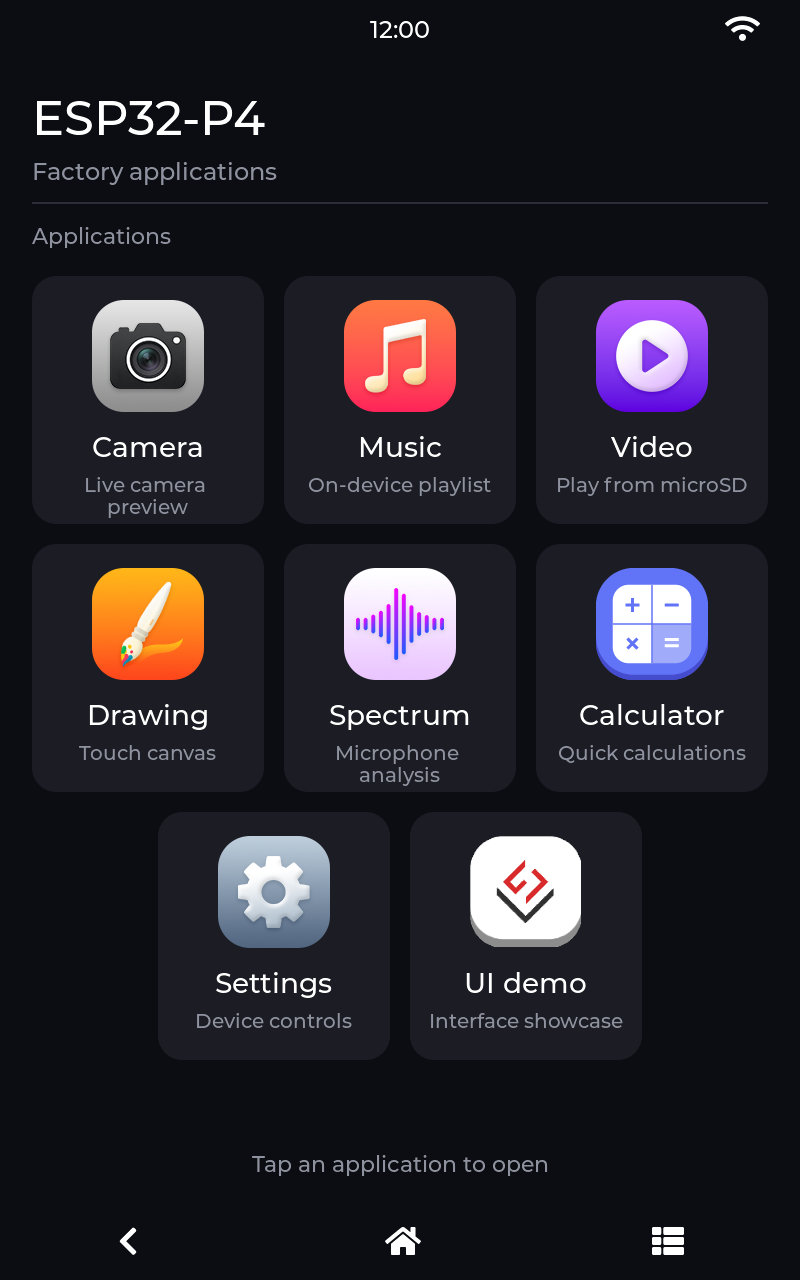 12:00
ESP32-P4
Factory applications
Applications
Camera
Live camera
preview
Music
On-device playlist
Video
Play from microSD
Drawing
Touch canvas
Spectrum
Microphone
analysis
Calculator
Quick calculations
Settings
Device controls
UI demo
Interface showcase
Tap an application to open